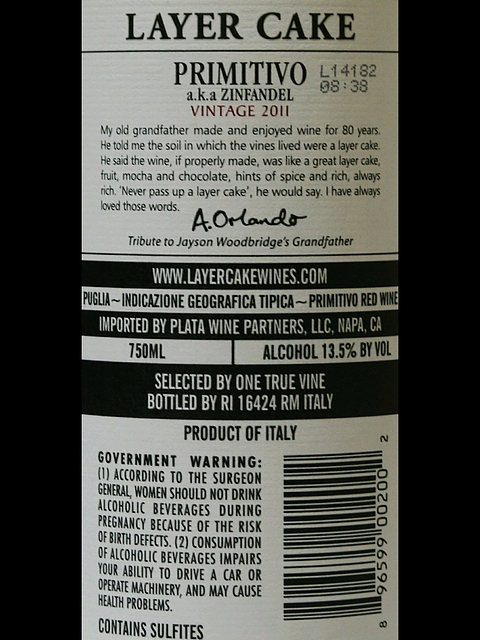 LAYER CAKE
PRIMITIVO
L14182
08:38
a.k.a ZINFANDEL
VINTAGE 2011
My old grandfather made and enjoyed wine for 80 years.
He told me the soil in which the vines lived were a layer cake.
He said the wine, if properly made, was like a great layer cake,
fruit, mocha and chocolate, hints of spice and rich, always
rich. 'Never pass up a layer cake', he would say. I have always
loved those words.
A.Orlando
Tribute to Jayson Woodbridge's Grandfather
WWW.LAYERCAKEWINES.COM
PUGLIA~INDICAZIONE GEOGRAFICA TIPICA~PRIMITIVO RED WINE
IMPORTED BY PLATA WINE PARTNERS, LLC, NAPA, CA
750ML
ALCOHOL 13.5% BY VOL
SELECTED BY ONE TRUE VINE
BOTTLED BY RI 16424 RM ITALY
PRODUCT OF ITALY
GOVERNMENT WARNING:
(1) ACCORDING TO THE SURGEON
GENERAL, WOMEN SHOULD NOT DRINK
ALCOHOLIC BEVERAGES DURING
PREGNANCY BECAUSE OF THE RISK
OF BIRTH DEFECTS. (2) CONSUMPTION
OF ALCOHOLIC BEVERAGES IMPAIRS
YOUR ABILITY TO DRIVE A CAR OR
OPERATE MACHINERY, AND MAY CAUSE
HEALTH PROBLEMS.
CONTAINS SULFITES
8 96599 00200 2